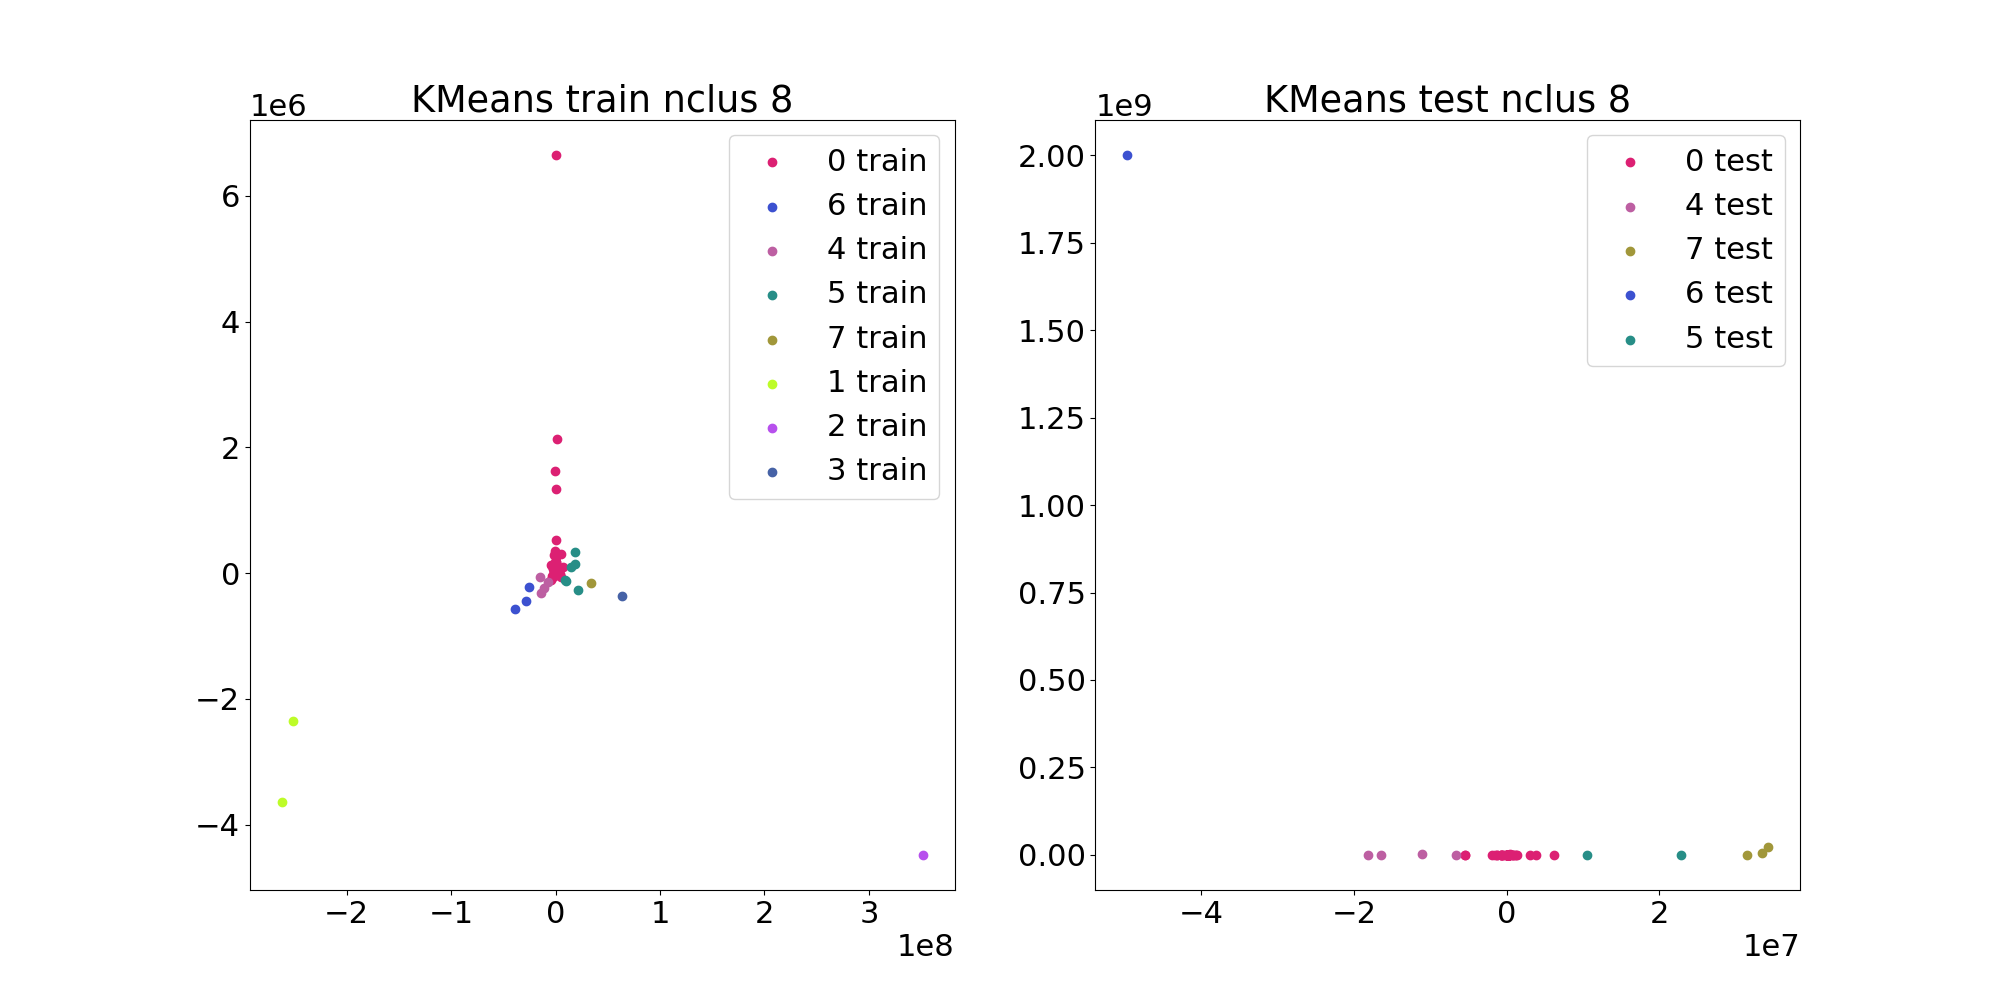 KMeans train nclus 8
1e6
6
4
2
0
−2
−4
−2
−1
0
1
2
3
1e8
0 train
6 train
4 train
5 train
7 train
1 train
2 train
3 train
KMeans test nclus 8
1e9
2.00
1.75
1.50
1.25
1.00
0.75
0.50
0.25
0.00
−4
−2
0
2
1e7
0 test
4 test
7 test
6 test
5 test